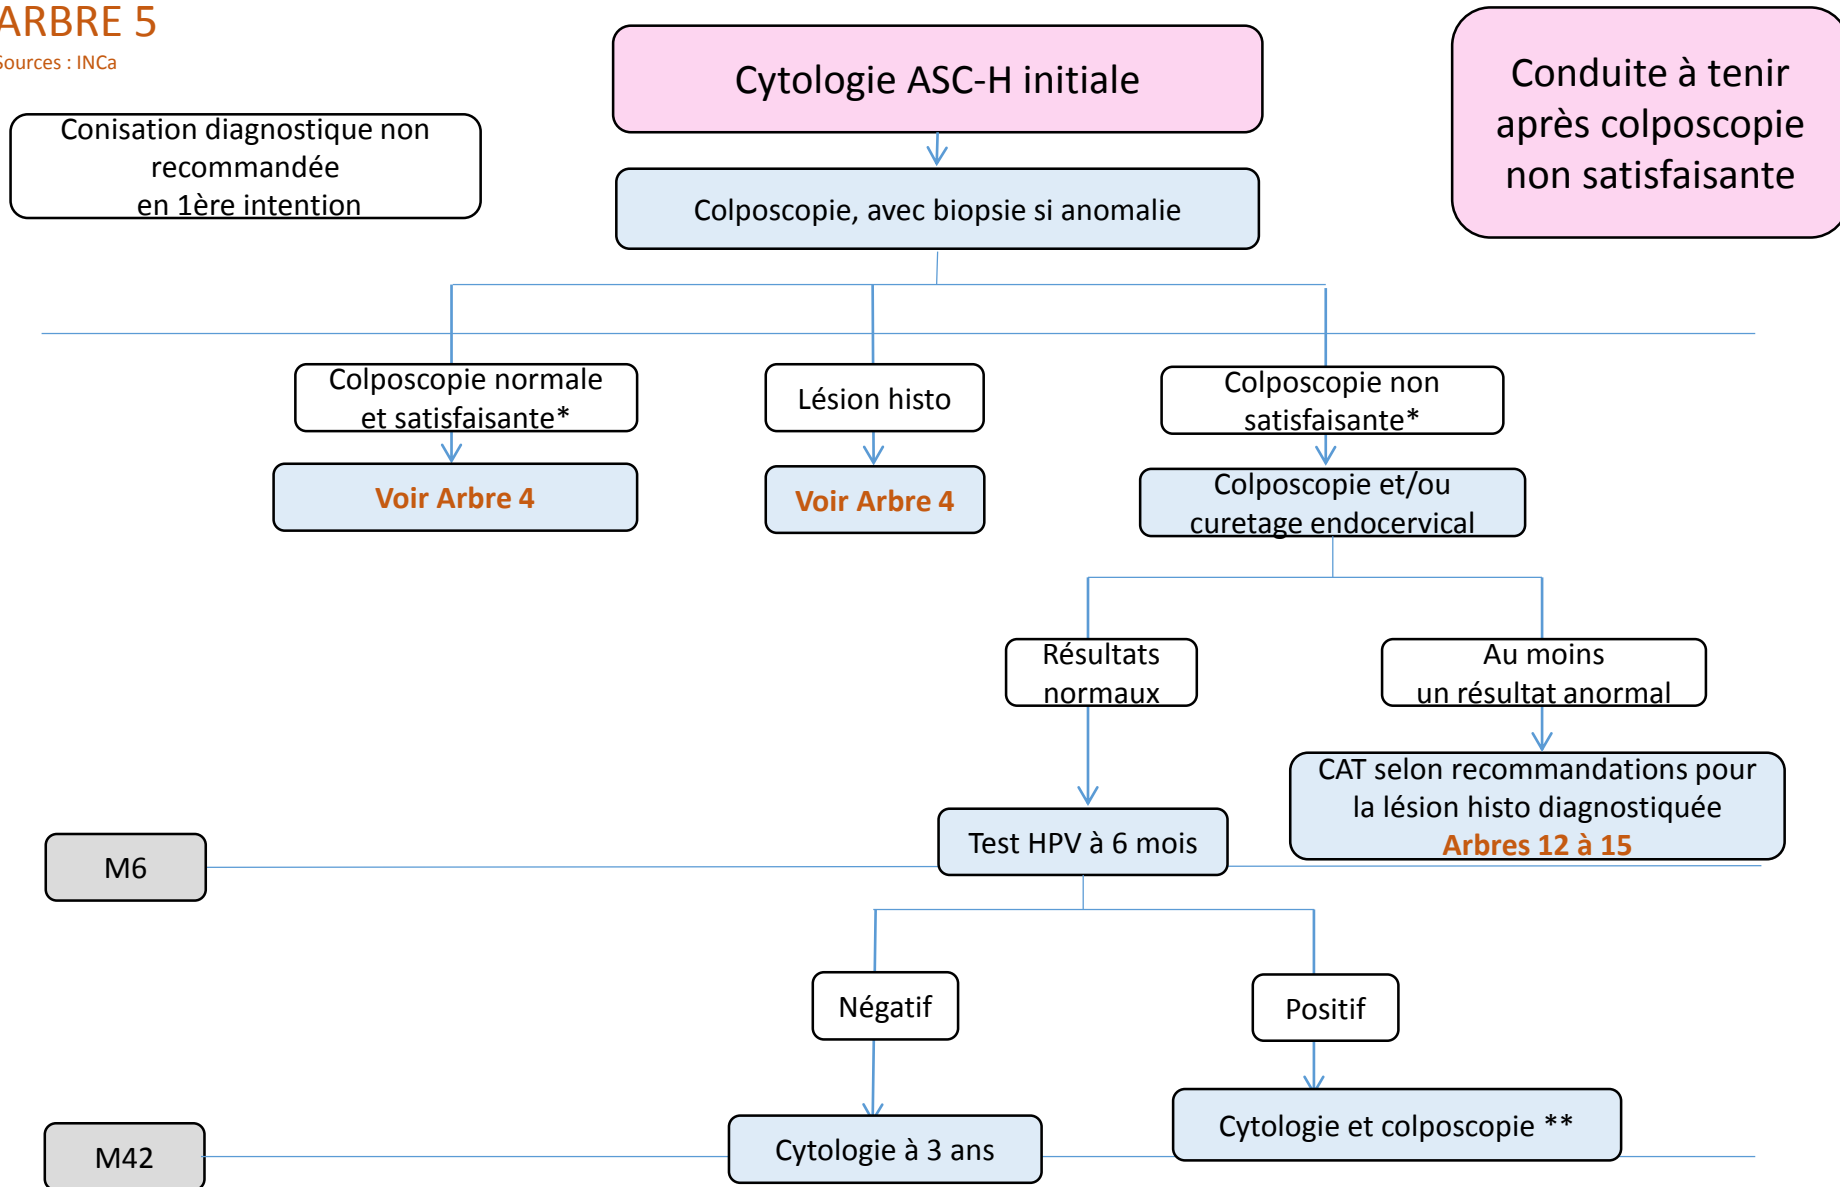 ARBRE 5
Sources : INCa
Cytologie ASC-H initiale
Conduite à tenir
après colposcopie
non satisfaisante
Conisation diagnostique non
recommandée
en 1ère intention
Colposcopie, avec biopsie si anomalie
Colposcopie normale
et satisfaisante*
Lésion histo
Colposcopie non
satisfaisante*
Voir Arbre 4
Voir Arbre 4
Colposcopie et/ou
curetage endocervical
Résultats
normaux
Au moins
un résultat anormal
CAT selon recommandations pour
la lésion histo diagnostiquée
Arbres 12 à 15
M6
Test HPV à 6 mois
Négatif
Positif
M42
Cytologie à 3 ans
Cytologie et colposcopie **